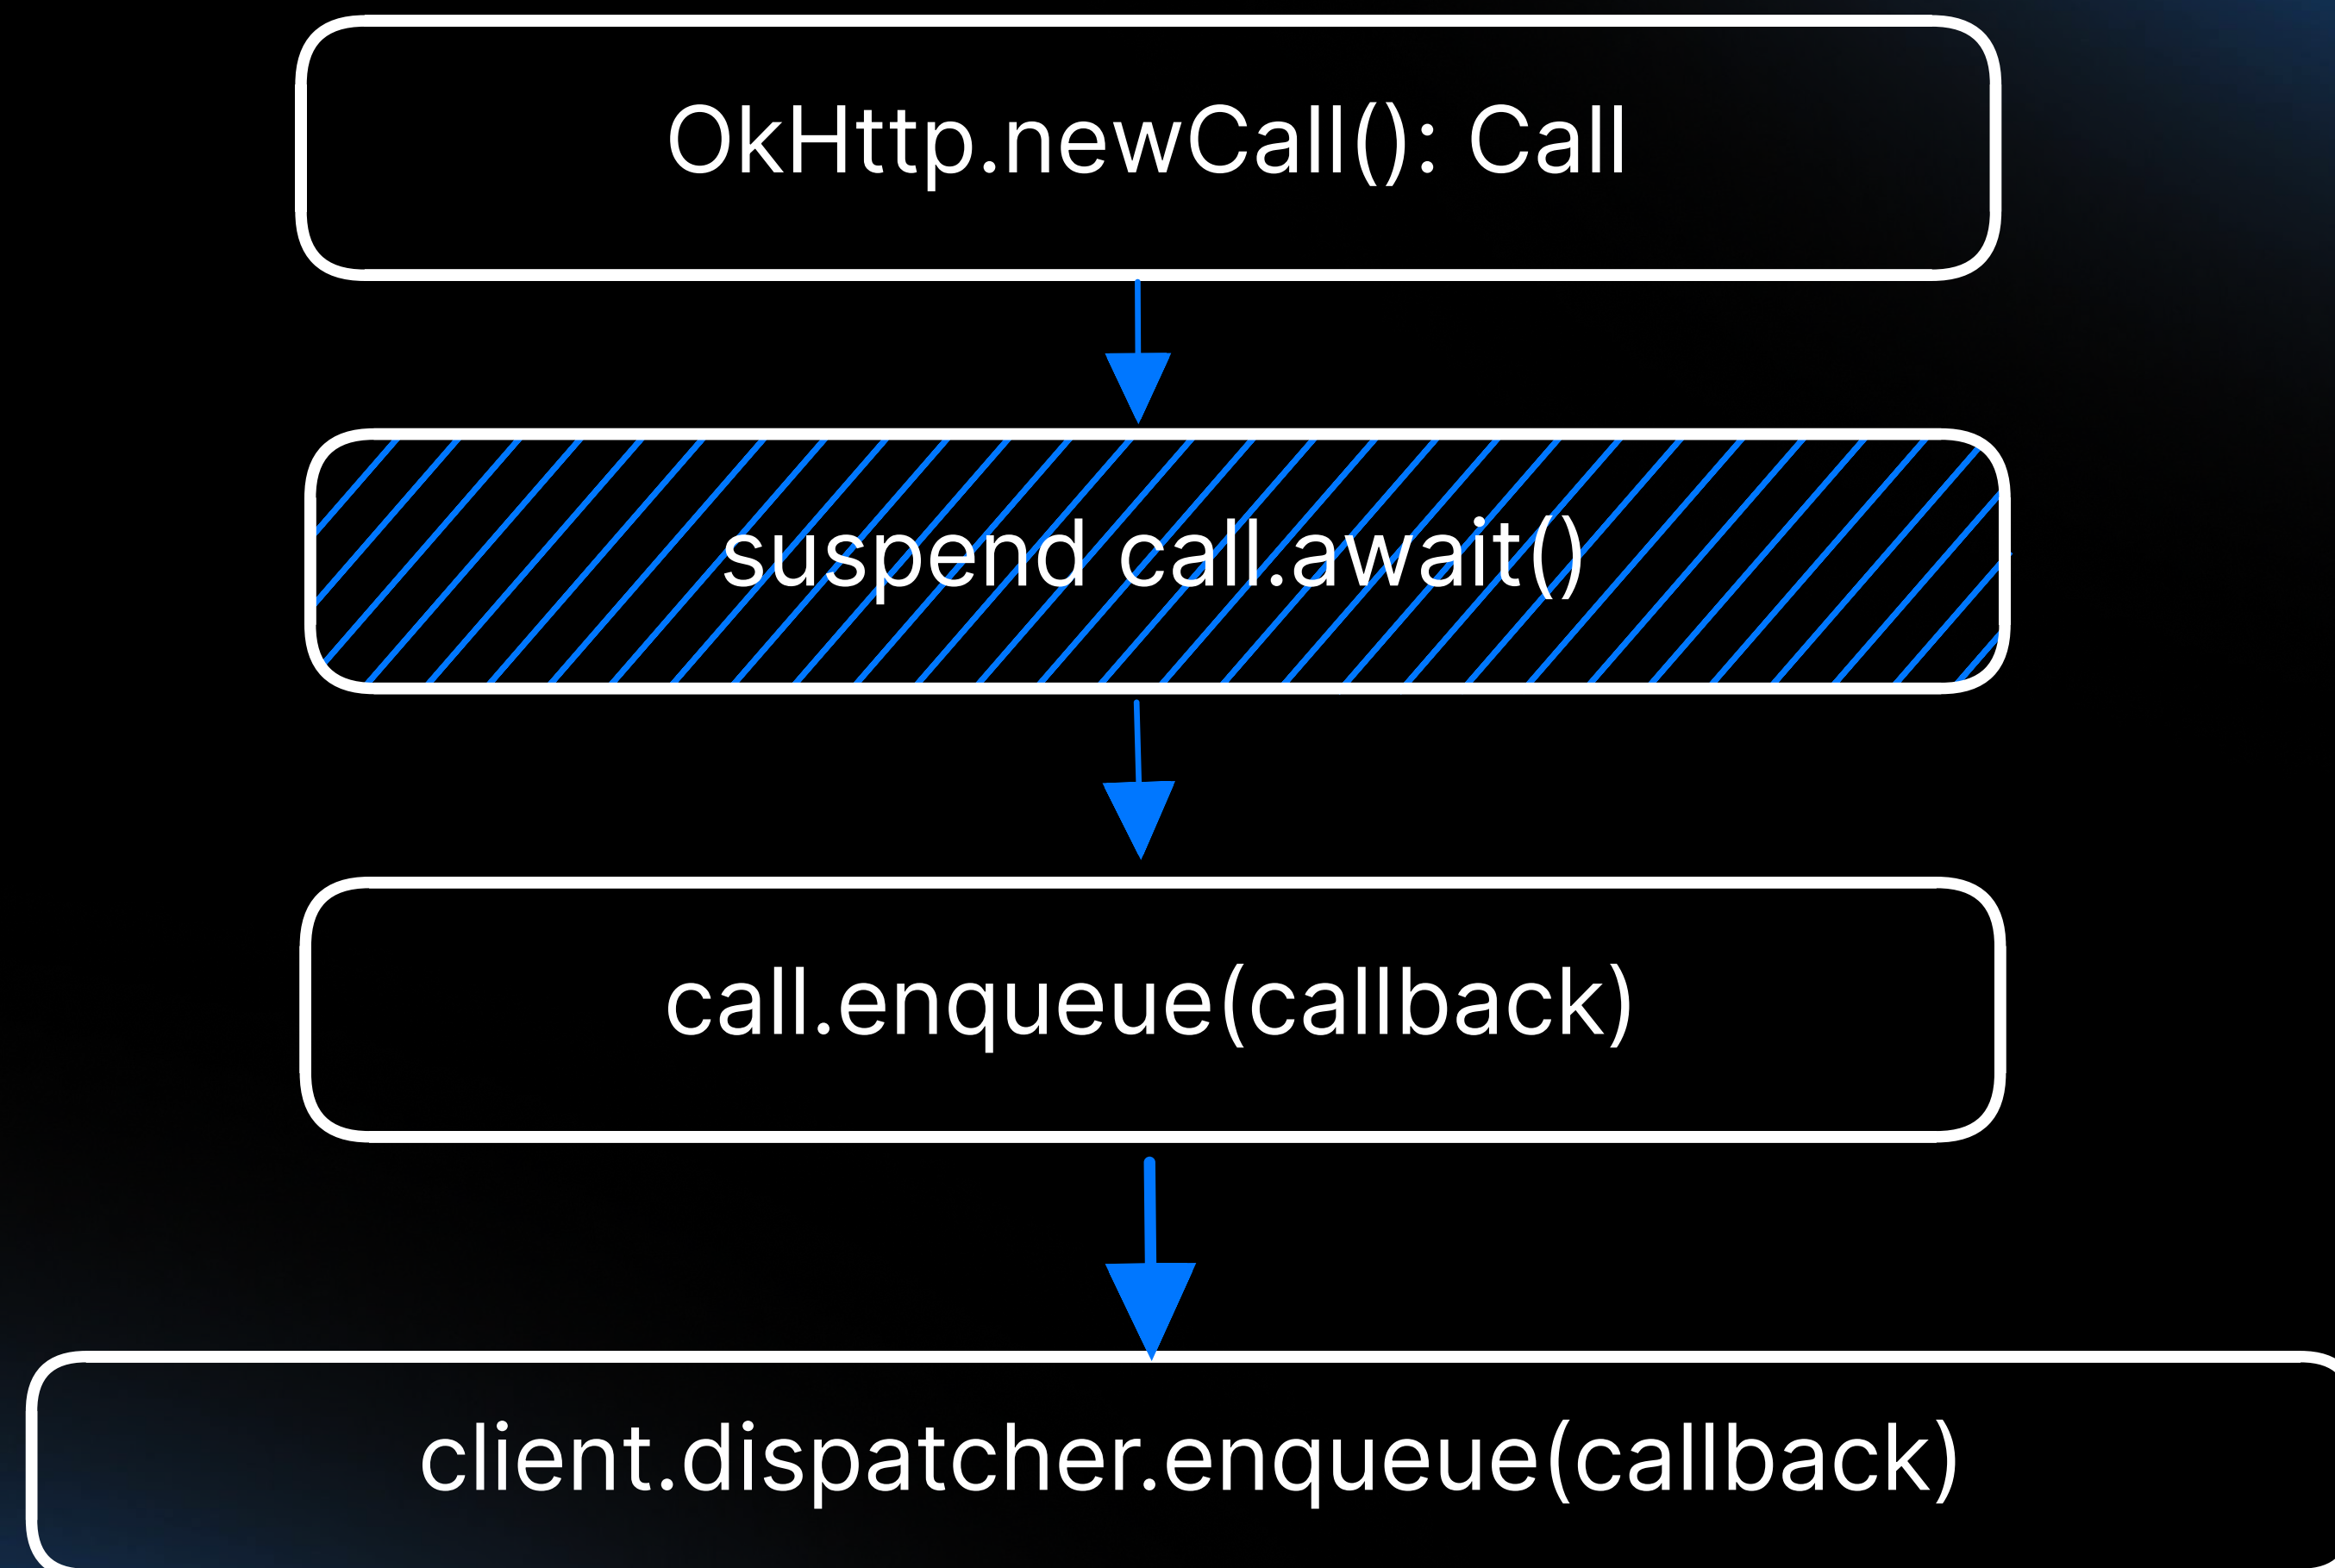 OkHttp.newCall(): Call
suspend call.await()
call.enqueue(callback)
client.dispatcher.enqueue(callback)